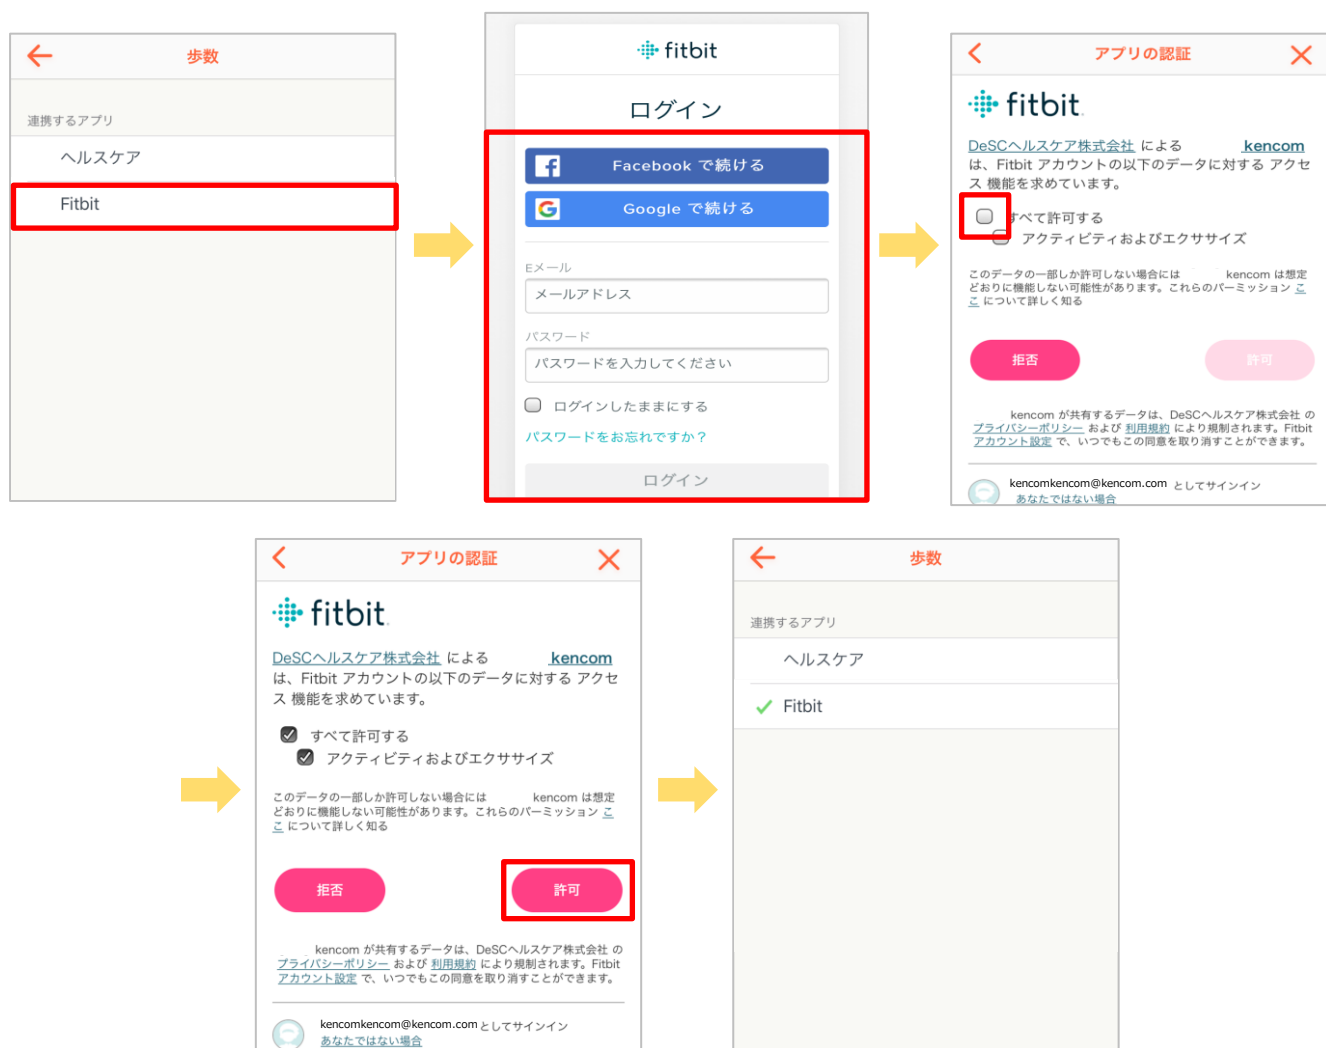 歩数
連携するアプリ
ヘルスケア
Fitbit
fitbit
ログイン
Facebook で続ける
Google で続ける
Eメール
メールアドレス
パスワード
パスワードを入力してください
ログインしたままにする
パスワードをお忘れですか？
ログイン
アプリの認証
fitbit.
DeSCヘルスケア株式会社 による kencom
は、Fitbit アカウントの以下のデータに対する アクセ
ス 機能を求めています。
すべて許可する
アクティビティおよびエクササイズ
このデータの一部しか許可しない場合には kencom は想定
どおりに機能しない可能性があります。これらのパーミッション こ
こ について詳しく知る
拒否
許可
kencom が共有するデータは、DeSCヘルスケア株式会社 の
プライバシーポリシー および 利用規約 により規制されます。Fitbit
アカウント設定 で、いつでもこの同意を取り消すことができます。
kencomkencom@kencom.com としてサインイン
あなたではない場合
アプリの認証
fitbit.
DeSCヘルスケア株式会社 による kencom
は、Fitbit アカウントの以下のデータに対する アクセ
ス 機能を求めています。
すべて許可する
アクティビティおよびエクササイズ
このデータの一部しか許可しない場合には kencom は想定
どおりに機能しない可能性があります。これらのパーミッション こ
こ について詳しく知る
拒否
許可
kencom が共有するデータは、DeSCヘルスケア株式会社 の
プライバシーポリシー および 利用規約 により規制されます。Fitbit
アカウント設定 で、いつでもこの同意を取り消すことができます。
kencomkencom@kencom.com としてサインイン
あなたではない場合
歩数
連携するアプリ
ヘルスケア
Fitbit